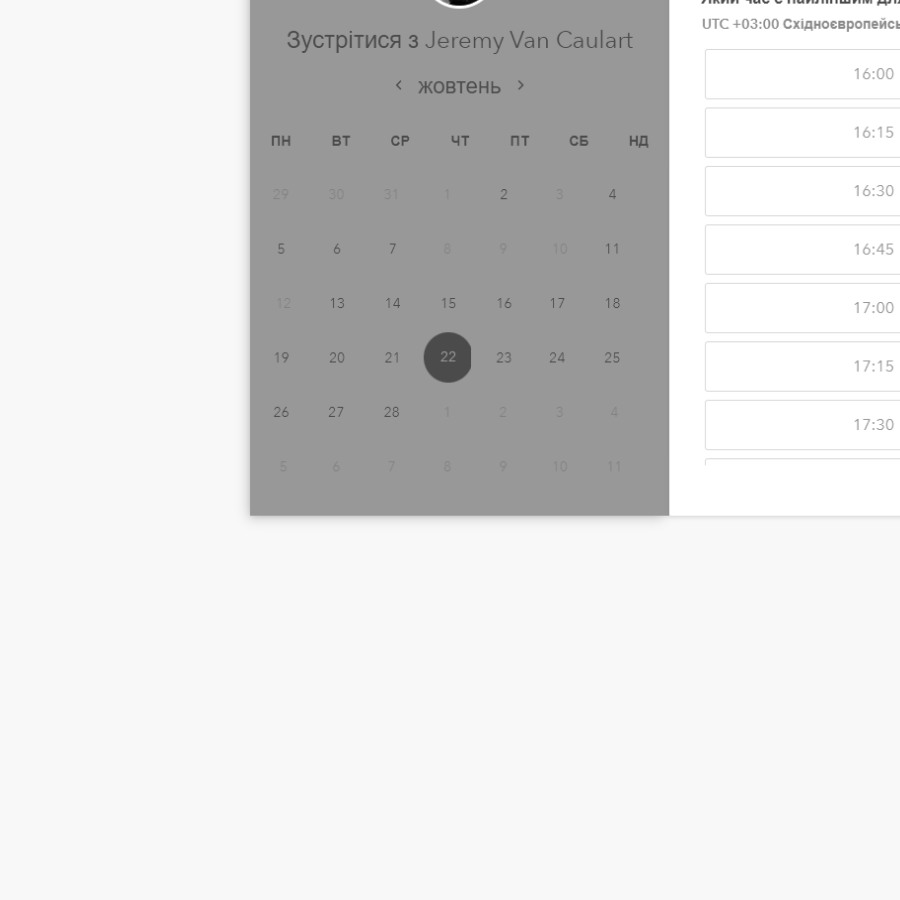 Зустрітися з Jeremy Van Caulart
жовтень
ПН ВТ СР ЧТ ПТ СБ НД
29 30 31 1 2 3 4
5 6 7 8 9 10 11
12 13 14 15 16 17 18
19 20 21 22 23 24 25
26 27 28 1 2 3 4
5 6 7 8 9 10 11
Який час є найліпшим
UTC +03:00
16:00
16:15
16:30
16:45
17:00
17:15
17:30